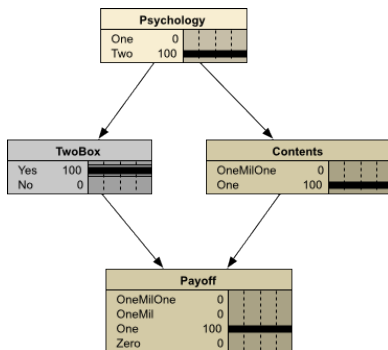 Psychology
One 0
Two 100
TwoBox
Yes 100
No 0
Contents
OneMilOne 0
One 100
Payoff
OneMilOne 0
OneMil 0
One 100
Zero 0